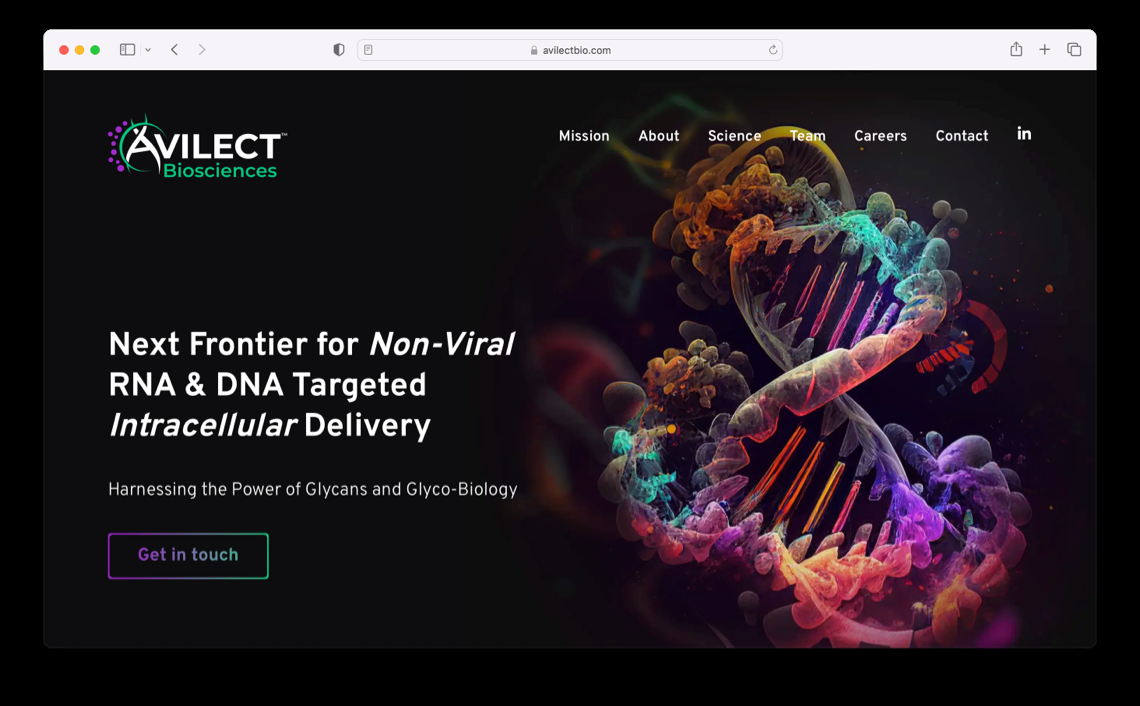 avilectbio.com
AVILECT™
Biosciences
Mission About Science Team Careers Contact in
Next Frontier for Non-Viral
RNA & DNA Targeted
Intracellular Delivery
Harnessing the Power of Glycans and Glyco-Biology
Get in touch